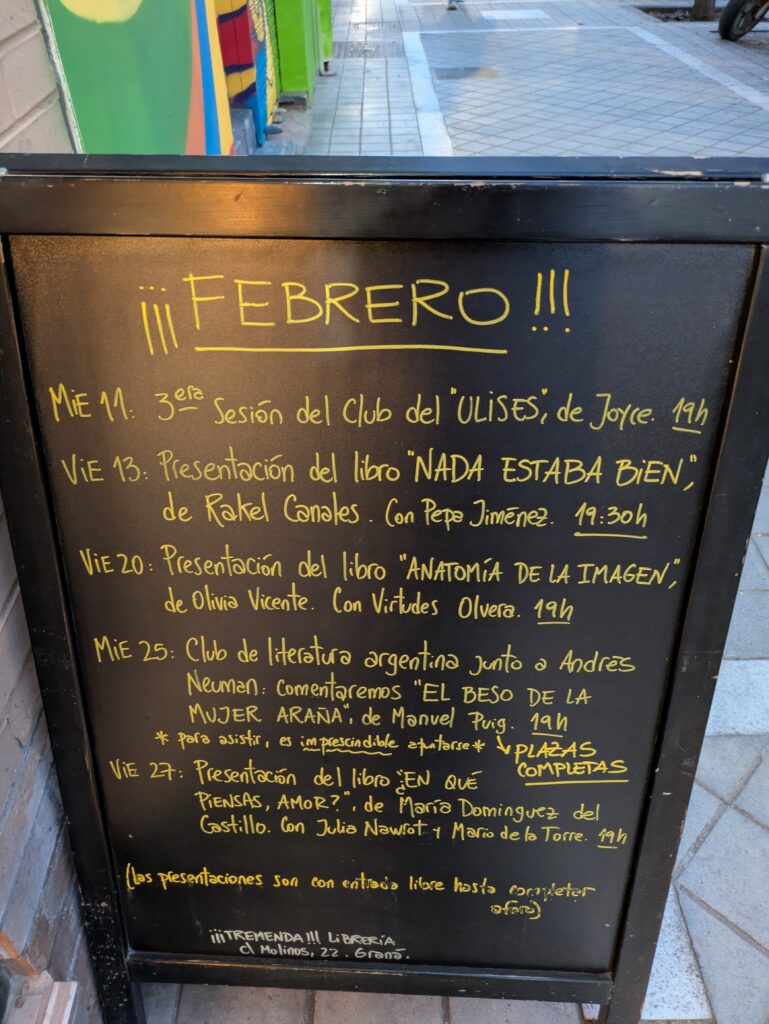 ¡¡¡FEBRERO!!!
MiE 11: 3era Sesión del Club del "ULISES", de Joyce. 19h
ViE 13: Presentación del libro "NADA ESTABA BiEN",
de Rakel Canales. Con Pepa Jiménez. 19:30h
ViE 20: Presentación del libro "ANATOMÍA DE LA IMAGEN",
de Olivia Vicente. Con Virtudes Olvera. 19h
MiE 25: Club de literatura argentina junto a Andrés
Neuman: comentaremos "EL BESO DE LA
MUJER ARAÑA", de Manuel Puig. 19h
* para asistir, es imprescindible apuntarse * ↳ PLAZAS
COMPLETAS
ViE 27: Presentación del libro ¿EN QUÉ
PIENSAS, AMOR?", de María Domínguez del
Castillo. Con Julia Nawrot y Mario de la Torre. 19h
(las presentaciones son con entrada libre hasta completar
aforo)
¡¡¡TREMENDA!!! LiBRERÍA
c/ Molinos, 22. Graná.